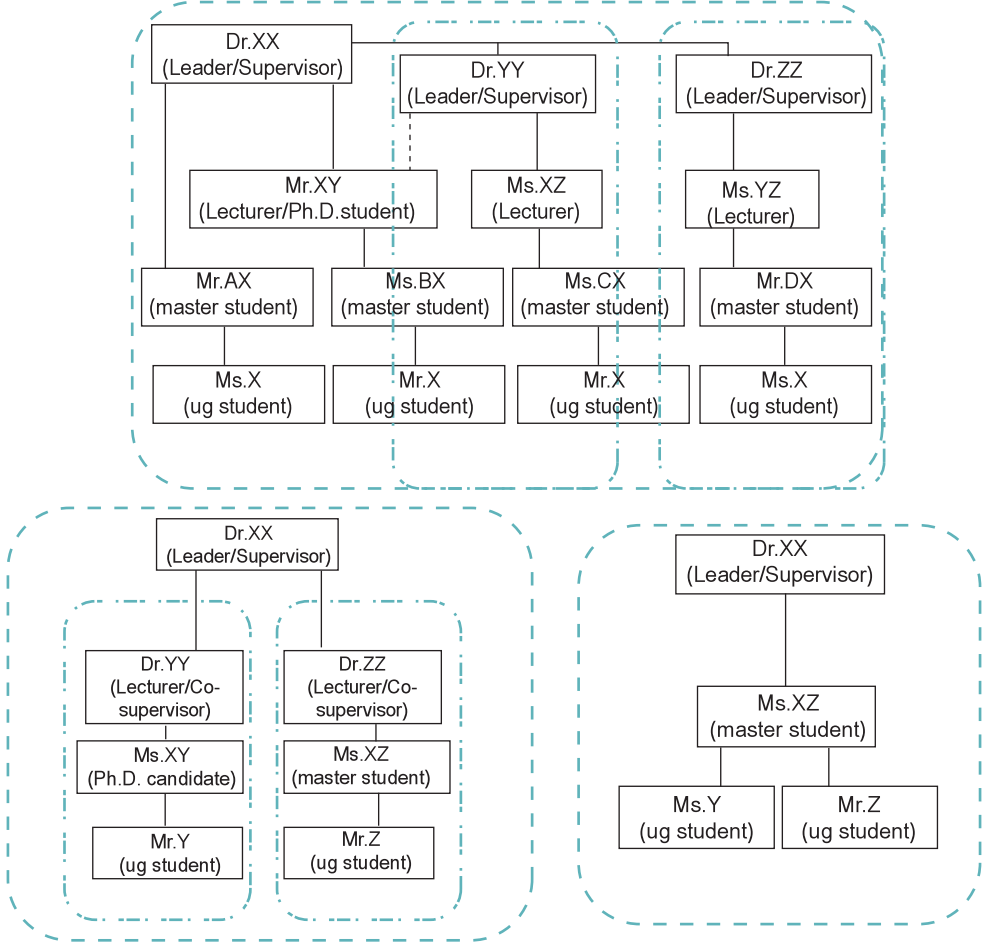 Dr.XX
(Leader/Supervisor)
Dr.YY
(Leader/Supervisor)
Dr.ZZ
(Leader/Supervisor)
Mr.XY
(Lecturer/Ph.D.student)
Ms.XZ
(Lecturer)
Ms.YZ
(Lecturer)
Mr.AX
(master student)
Ms.BX
(master student)
Ms.CX
(master student)
Mr.DX
(master student)
Ms.X
(ug student)
Mr.X
(ug student)
Mr.X
(ug student)
Ms.X
(ug student)
Dr.XX
(Leader/Supervisor)
Dr.YY
(Lecturer/Co-
supervisor)
Dr.ZZ
(Lecturer/Co-
supervisor)
Ms.XY
(Ph.D. candidate)
Ms.XZ
(master student)
Mr.Y
(ug student)
Mr.Z
(ug student)
Dr.XX
(Leader/Supervisor)
Ms.XZ
(master student)
Ms.Y
(ug student)
Mr.Z
(ug student)